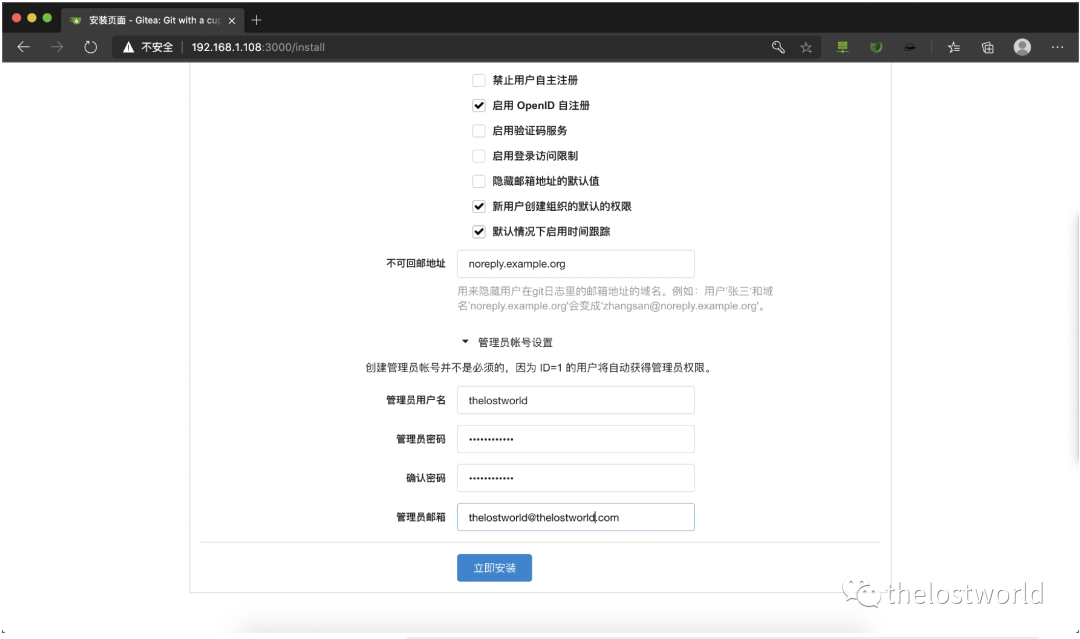 安装页面 - Gitea: Git with a cup
不安全 192.168.1.108:3000/install
禁止用户自主注册
启用 OpenID 自注册
启用验证码服务
启用登录访问限制
隐藏邮箱地址的默认值
新用户创建组织的默认的权限
默认情况下启用时间跟踪
不可回邮地址 noreply.example.org
用来隐藏用户在git日志里的邮箱地址的域名。例如：用户'张三'和域
名'noreply.example.org'会变成'zhangsan@noreply.example.org'。
管理员帐号设置
创建管理员帐号并不是必须的，因为 ID=1 的用户将自动获得管理员权限。
管理员用户名 thelostworld
管理员密码 ••••••••••••
确认密码 ••••••••••••
管理员邮箱 thelostworld@thelostworld.com
立即安装
thelostworld